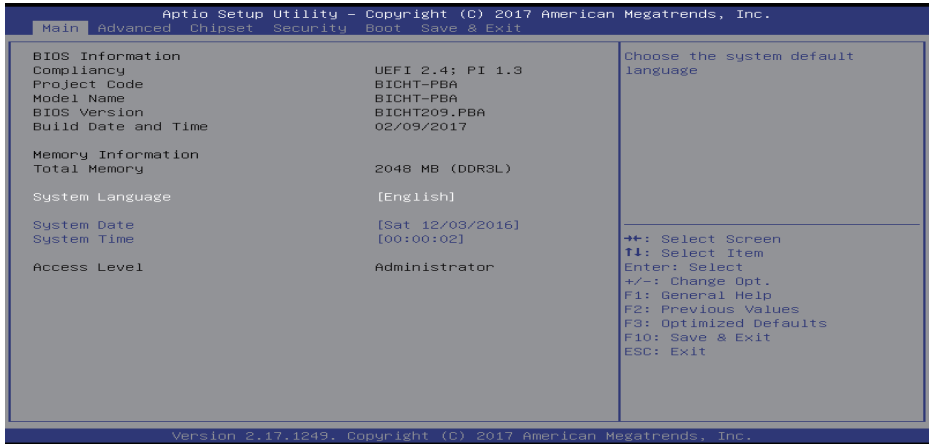 Aptio Setup Utility – Copyright (C) 2017 American Megatrends, Inc.
Main Advanced Chipset Security Boot Save & Exit
BIOS Information
Compliancy UEFI 2.4; PI 1.3
Project Code BICHT-PBA
Model Name BICHT-PBA
BIOS Version BICHT209.PBA
Build Date and Time 02/09/2017
Memory Information
Total Memory 2048 MB (DDR3L)
System Language [English]
System Date [Sat 12/03/2016]
System Time [00:00:02]
Access Level Administrator
Choose the system default
language
→←: Select Screen
↑↓: Select Item
Enter: Select
+/-: Change Opt.
F1: General Help
F2: Previous Values
F3: Optimized Defaults
F10: Save & Exit
ESC: Exit
Version 2.17.1249. Copyright (C) 2017 American Megatrends, Inc.